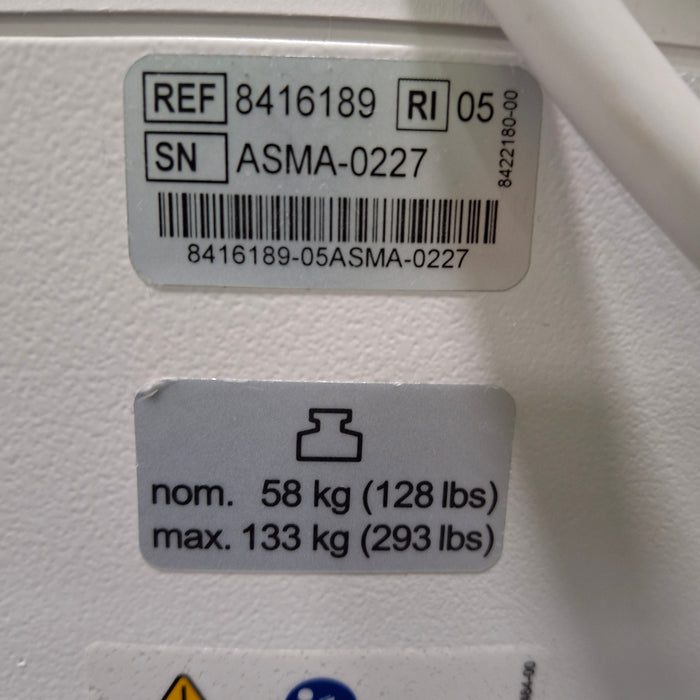 REF 8416189 RI 05
SN ASMA-0227
8422180-00
8416189-05ASMA-0227
nom. 58 kg (128 lbs)
max. 133 kg (293 lbs)